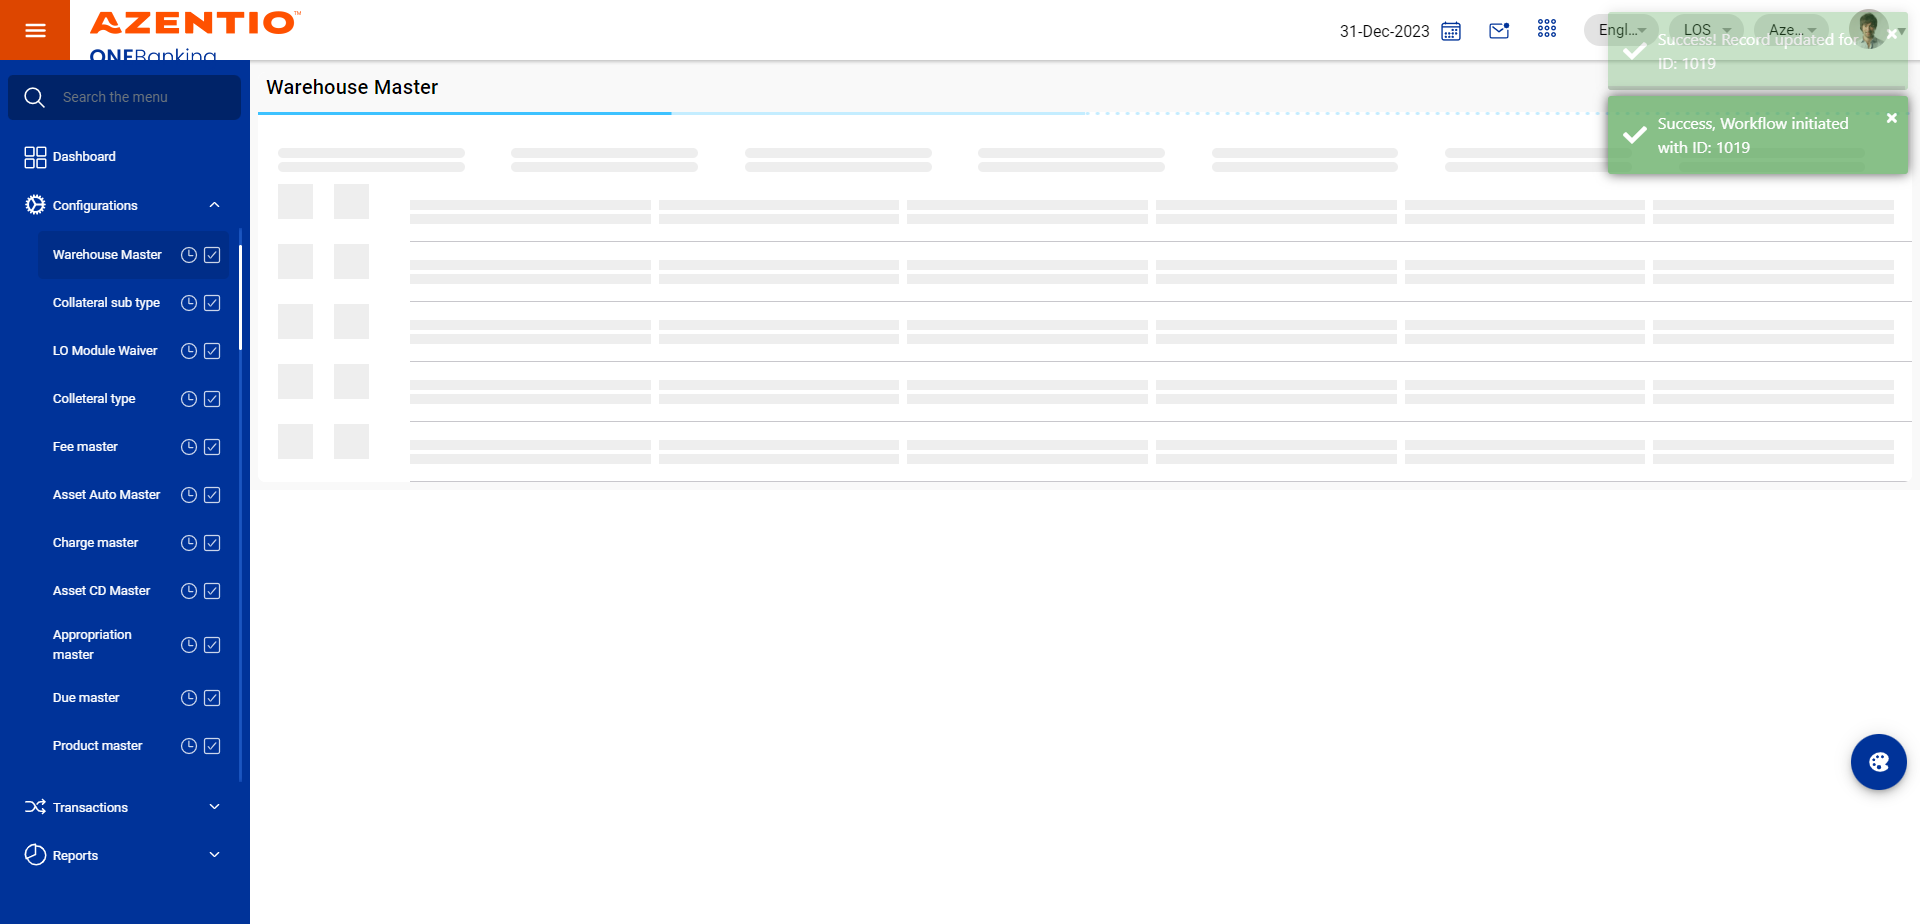 AZENTIO™
ONEBanking
31-Dec-2023
Engl...
LOS
Aze...
Success! Record updated for
ID: 1019
Success, Workflow initiated
with ID: 1019
Search the menu
Dashboard
Configurations
Warehouse Master
Collateral sub type
LO Module Waiver
Colleteral type
Fee master
Asset Auto Master
Charge master
Asset CD Master
Appropriation
master
Due master
Product master
Transactions
Reports
Warehouse Master